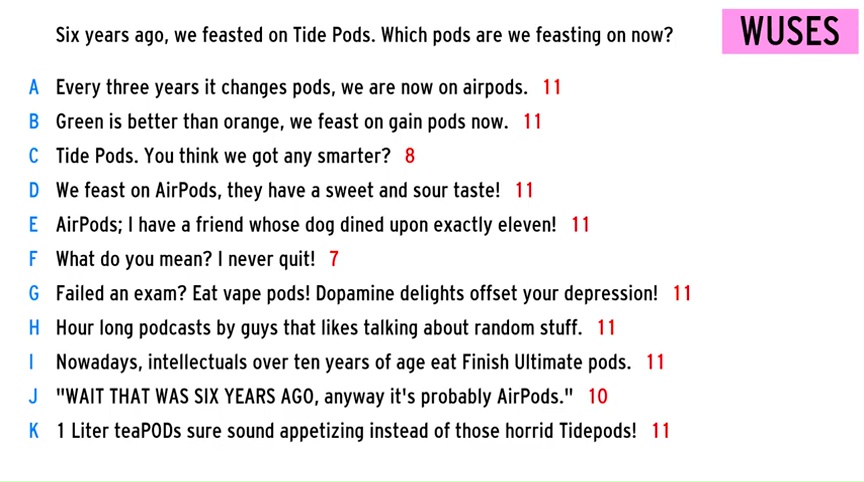 Six years ago, we feasted on Tide Pods. Which pods are we feasting on now?
WUSES
A Every three years it changes pods, we are now on airpods. 11
B Green is better than orange, we feast on gain pods now. 11
C Tide Pods. You think we got any smarter? 8
D We feast on AirPods, they have a sweet and sour taste! 11
E AirPods; I have a friend whose dog dined upon exactly eleven! 11
F What do you mean? I never quit! 7
G Failed an exam? Eat vape pods! Dopamine delights offset your depression! 11
H Hour long podcasts by guys that likes talking about random stuff. 11
I Nowadays, intellectuals over ten years of age eat Finish Ultimate pods. 11
J "WAIT THAT WAS SIX YEARS AGO, anyway it's probably AirPods." 10
K 1 Liter teaPODs sure sound appetizing instead of those horrid Tidepods! 11